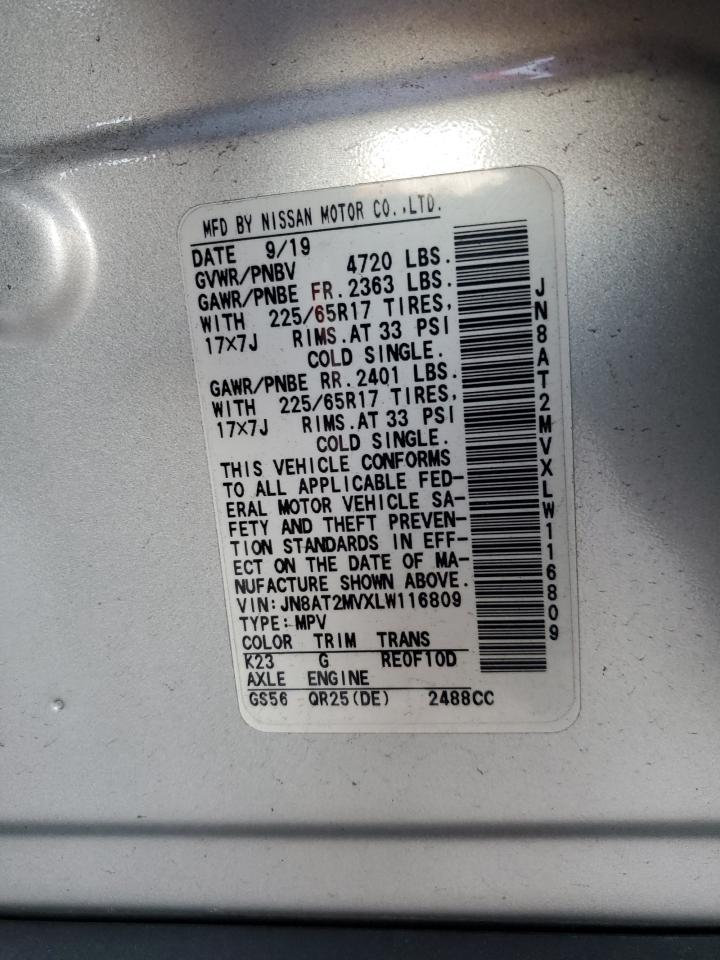 MFD BY NISSAN MOTOR CO.,LTD.
DATE 9/19
GVWR/PNBV 4720 LBS.
GAWR/PNBE FR.2363 LBS.
WITH 225/65R17 TIRES,
17×7J RIMS.AT 33 PSI
COLD SINGLE.
GAWR/PNBE RR.2401 LBS.
WITH 225/65R17 TIRES,
17×7J RIMS.AT 33 PSI
COLD SINGLE.
THIS VEHICLE CONFORMS
TO ALL APPLICABLE FED-
ERAL MOTOR VEHICLE SA-
FETY AND THEFT PREVEN-
TION STANDARDS IN EFF-
ECT ON THE DATE OF MA-
NUFACTURE SHOWN ABOVE.
VIN:JN8AT2MVXLW116809
TYPE:MPV
COLOR TRIM TRANS
K23 G RE0F10D
AXLE ENGINE
GS56 QR25(DE) 2488CC
JN8AT2MVXLW116809